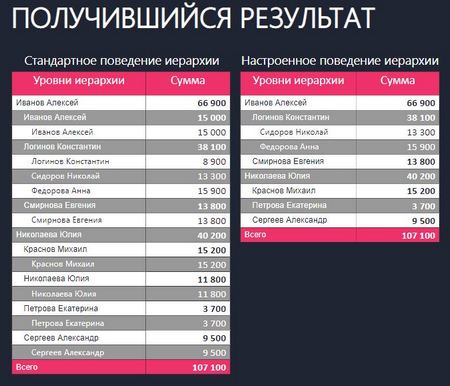 ПОЛУЧИВШИЙСЯ РЕЗУЛЬТАТ
Стандартное поведение иерархии
Уровни иерархии Сумма
Иванов Алексей 66 900
Иванов Алексей 15 000
Иванов Алексей 15 000
Логинов Константин 38 100
Логинов Константин 8 900
Сидоров Николай 13 300
Федорова Анна 15 900
Смирнова Евгения 13 800
Смирнова Евгения 13 800
Николаева Юлия 40 200
Краснов Михаил 15 200
Краснов Михаил 15 200
Николаева Юлия 11 800
Николаева Юлия 11 800
Петрова Екатерина 3 700
Петрова Екатерина 3 700
Сергеев Александр 9 500
Сергеев Александр 9 500
Всего 107 100
Настроенное поведение иерархии
Уровни иерархии Сумма
Иванов Алексей 66 900
Логинов Константин 38 100
Сидоров Николай 13 300
Федорова Анна 15 900
Смирнова Евгения 13 800
Николаева Юлия 40 200
Краснов Михаил 15 200
Петрова Екатерина 3 700
Сергеев Александр 9 500
Всего 107 100